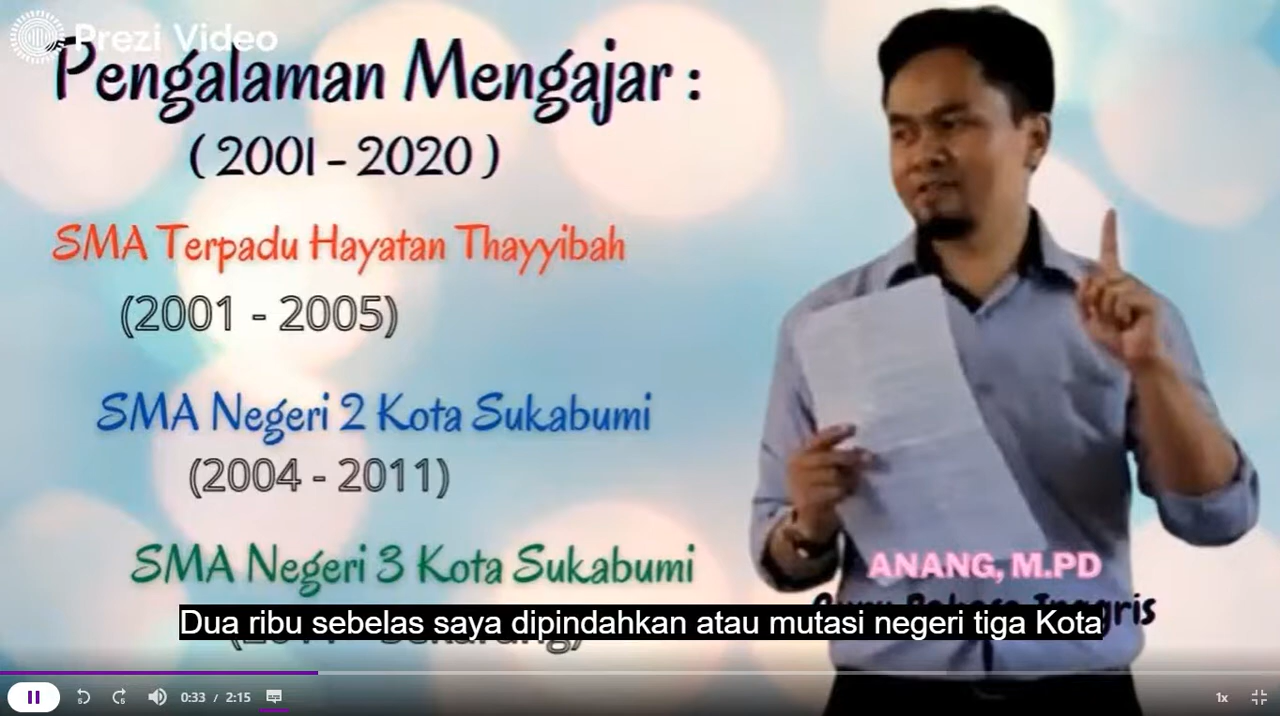 Prezi Video
Pengalaman Mengajar :
( 2001 - 2020 )
SMA Terpadu Hayatan Thayyibah
(2001 - 2005)
SMA Negeri 2 Kota Sukabumi
(2004 - 2011)
SMA Negeri 3 Kota Sukabumi
ANANG, M.PD
Dua ribu sebelas saya dipindahkan atau mutasi negeri tiga Kota
0:33 / 2:15
1x